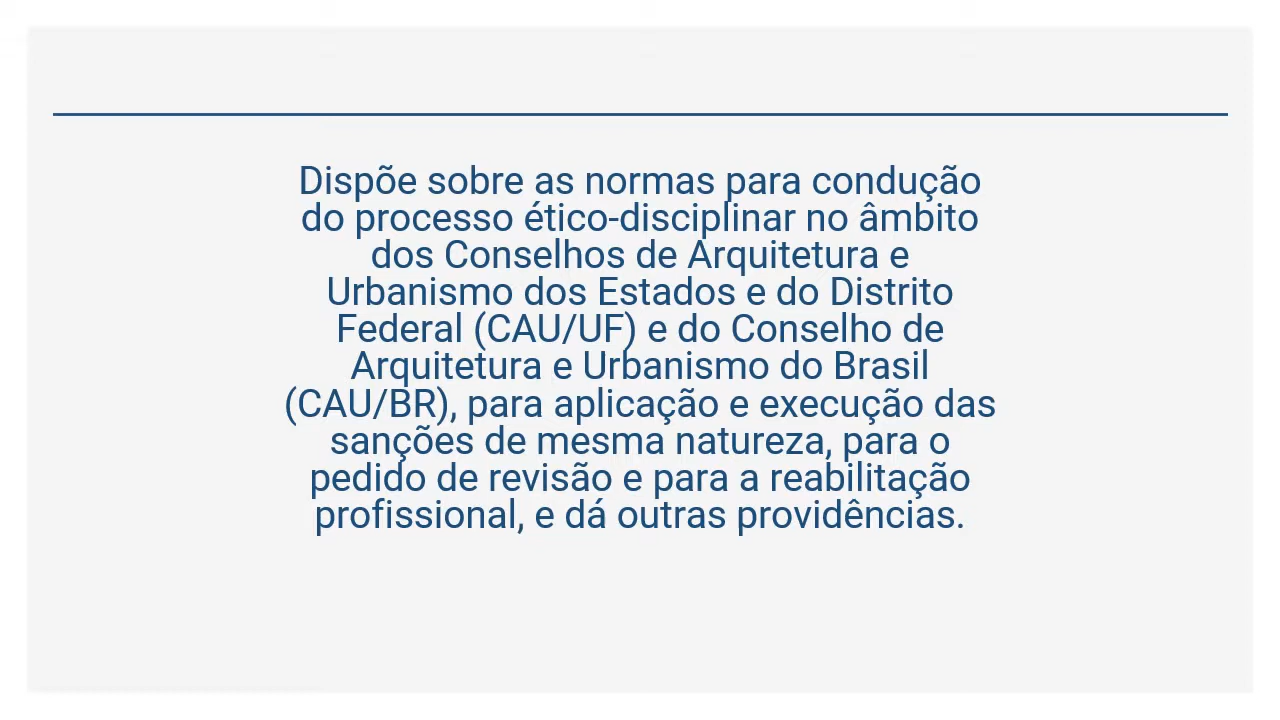 Dispõe sobre as normas para condução
do processo ético-disciplinar no âmbito
dos Conselhos de Arquitetura e
Urbanismo dos Estados e do Distrito
Federal (CAU/UF) e do Conselho de
Arquitetura e Urbanismo do Brasil
(CAU/BR), para aplicação e execução das
sanções de mesma natureza, para o
pedido de revisão e para a reabilitação
profissional, e dá outras providências.